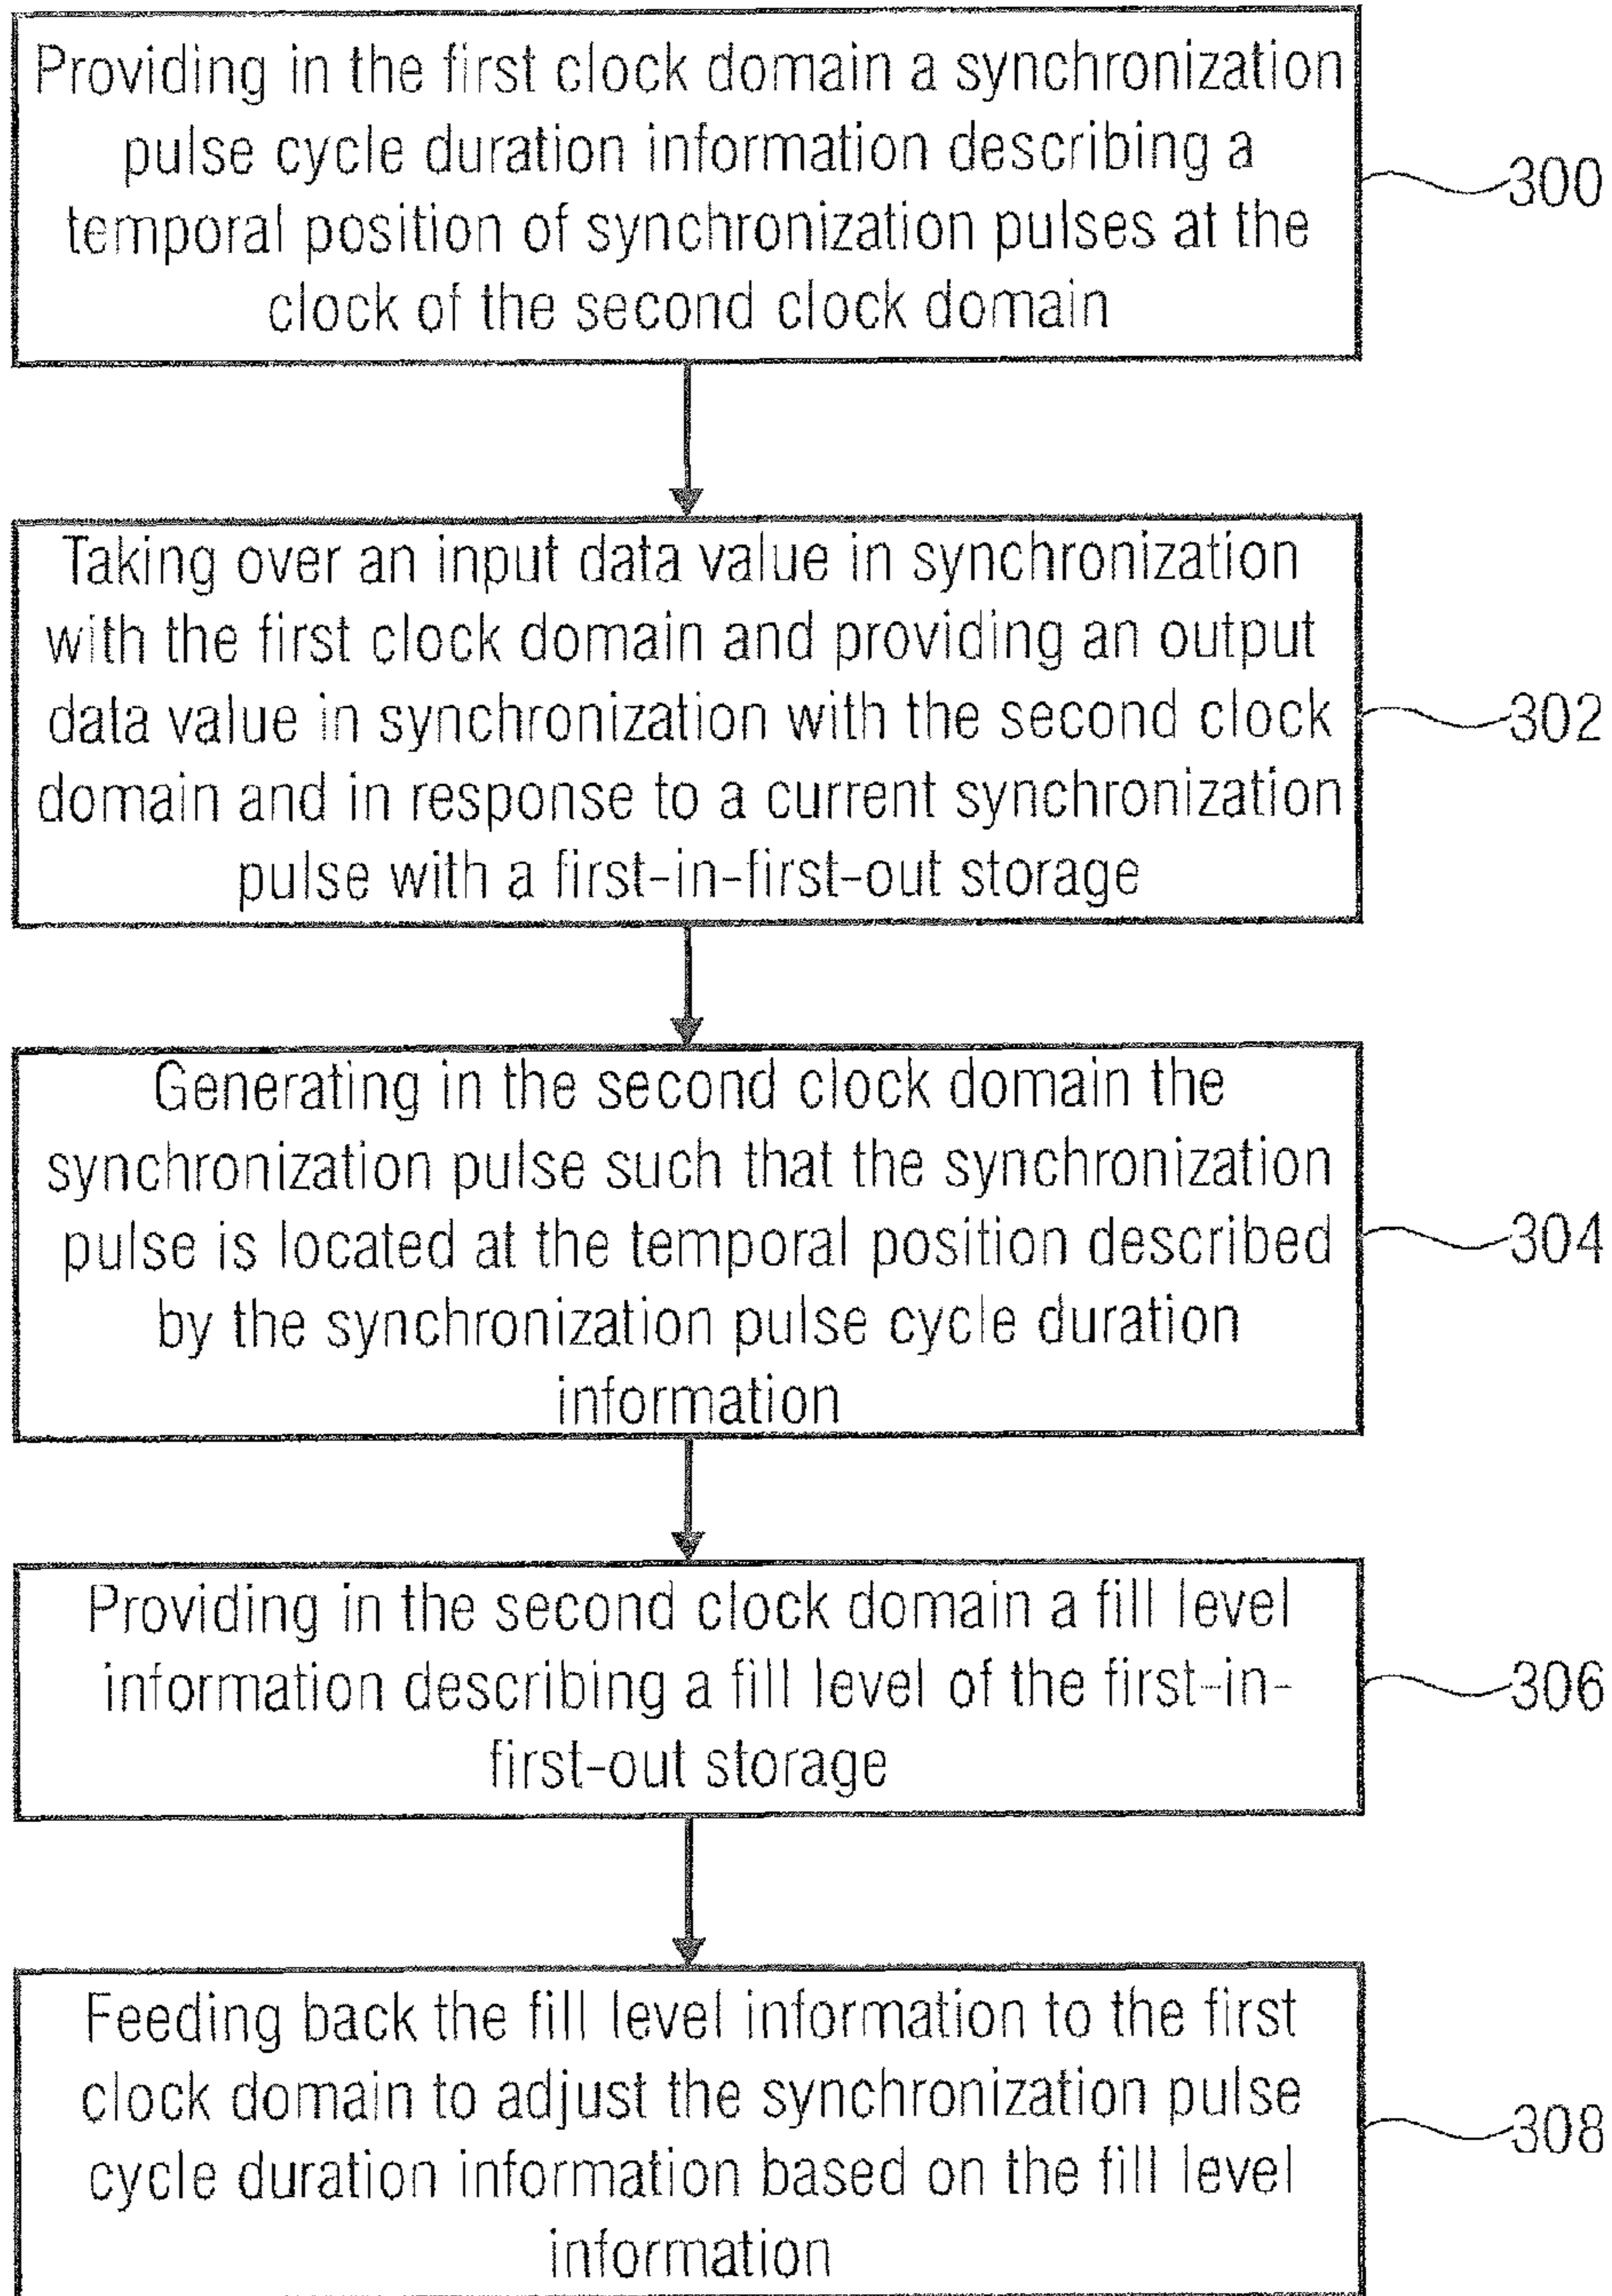 Providing in the first clock domain a synchronization
pulse cycle duration information describing a
temporal position of synchronization pulses at the
clock of the second clock domain
300
Taking over an input data value in synchronization
with the first clock domain and providing an output
data value in synchronization with the second clock
domain and in response to a current synchronization
pulse with a first-in-first-out storage
302
Generating in the second clock domain the
synchronization pulse such that the synchronization
pulse is located at the temporal position described
by the synchronization pulse cycle duration
information
304
Providing in the second clock domain a fill level
information describing a fill level of the first-in-
first-out storage
306
Feeding back the fill level information to the first
clock domain to adjust the synchronization pulse
cycle duration information based on the fill level
information
308